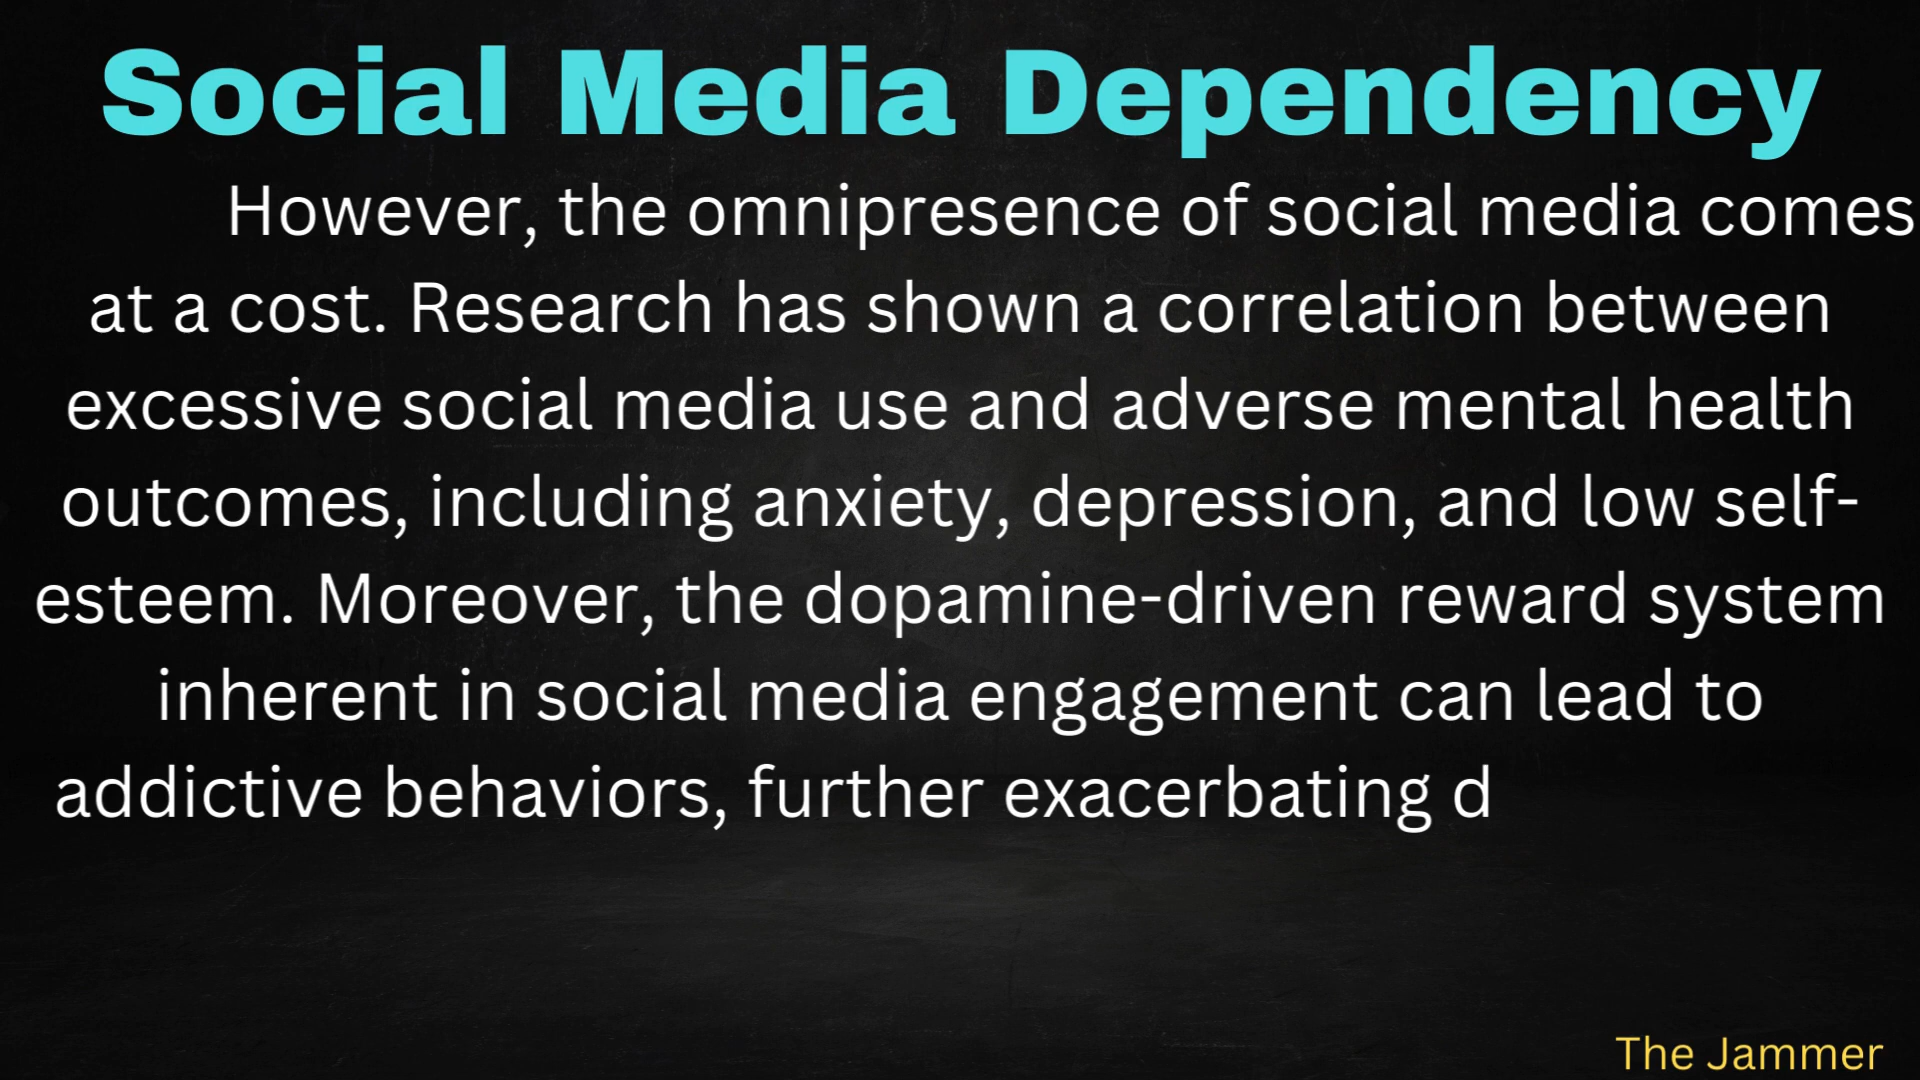 Social Media Dependency
However, the omnipresence of social media comes
at a cost. Research has shown a correlation between
excessive social media use and adverse mental health
outcomes, including anxiety, depression, and low self-
esteem. Moreover, the dopamine-driven reward system
inherent in social media engagement can lead to
addictive behaviors, further exacerbating d
The Jammer